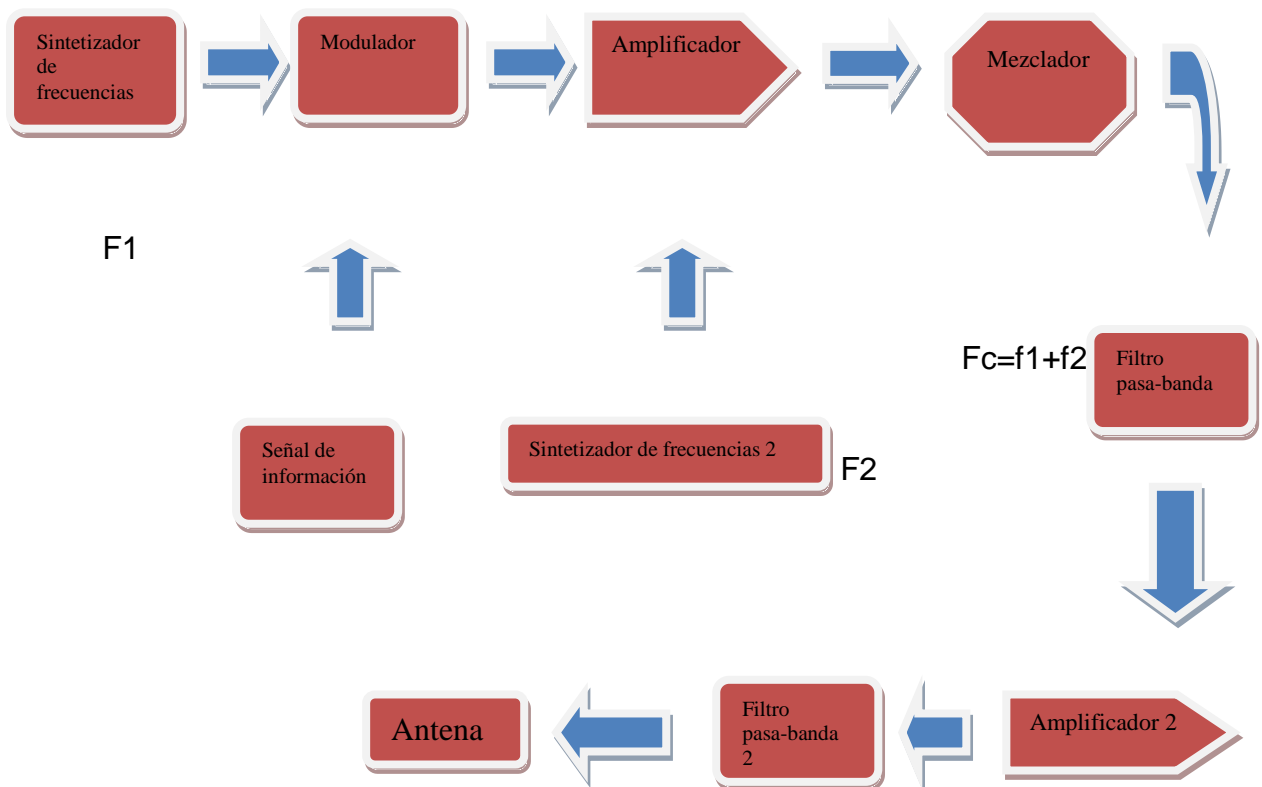 Sintetizador
de
frecuencias
Modulador
Amplificador
Mezclador
F1
Fc=f1+f2
Filtro
pasa-banda
Señal de
información
Sintetizador de frecuencias 2
F2
Antena
Filtro
pasa-banda
2
Amplificador 2